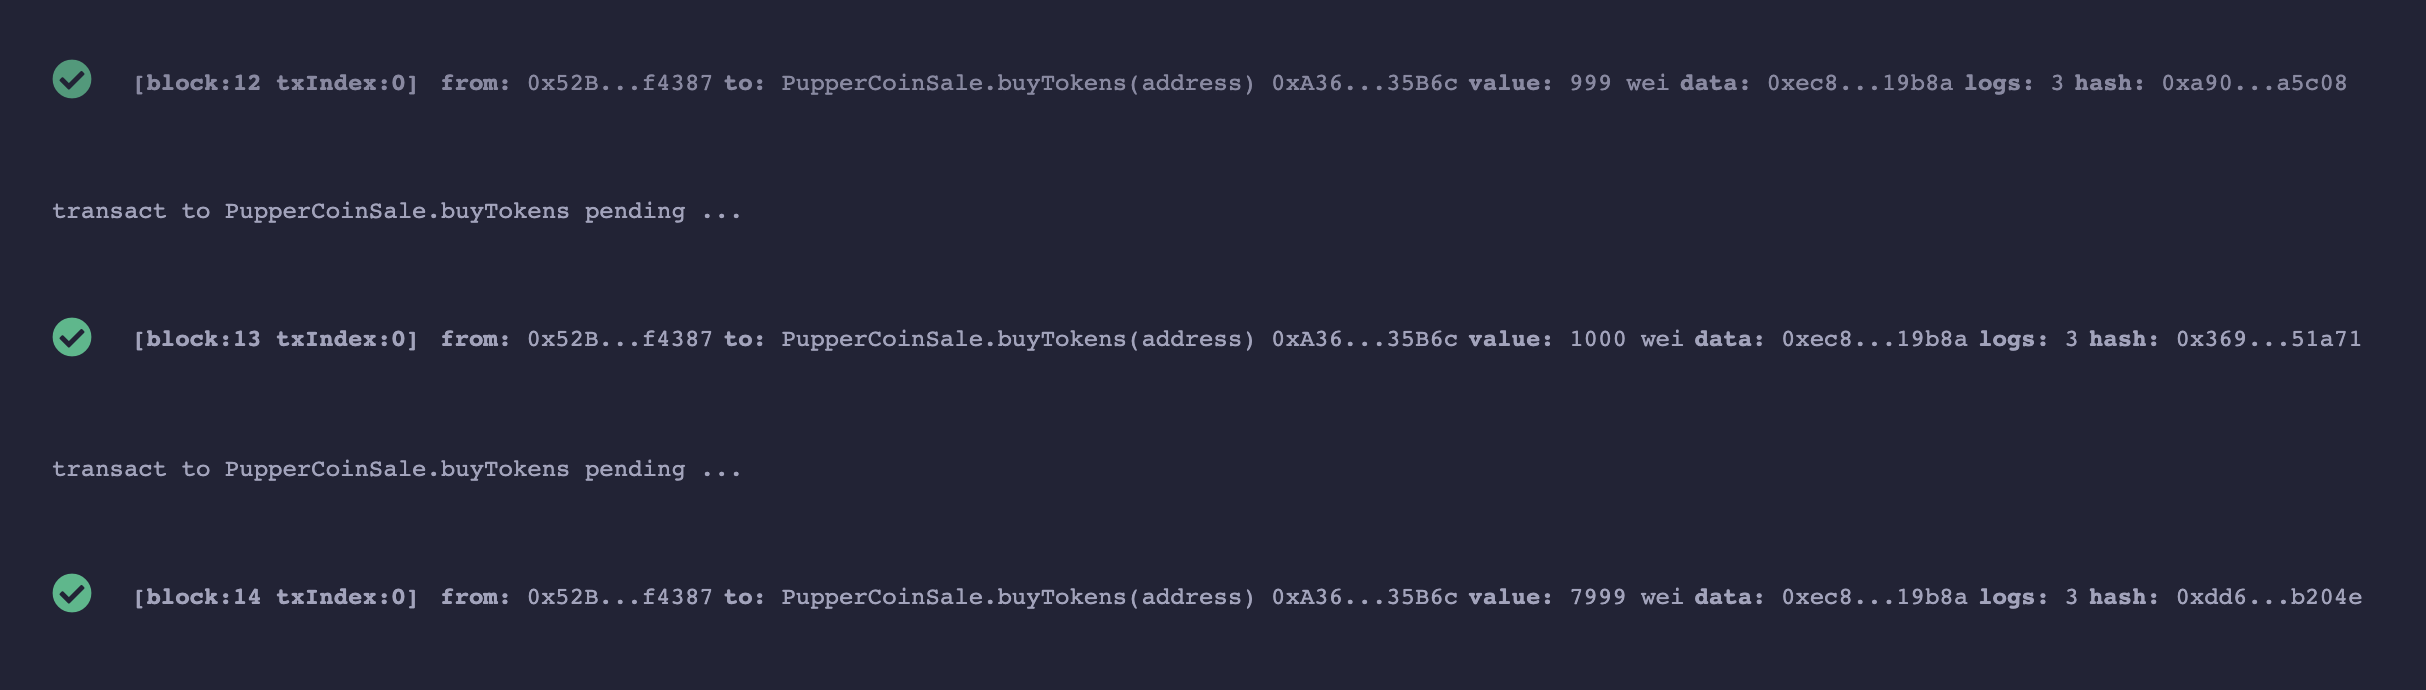 [block:12 txIndex:0] from: 0x52B...f4387 to: PupperCoinSale.buyTokens(address) 0xA36...35B6c value: 999 wei data: 0xec8...19b8a logs: 3 hash: 0xa90...a5c08
transact to PupperCoinSale.buyTokens pending ...
[block:13 txIndex:0] from: 0x52B...f4387 to: PupperCoinSale.buyTokens(address) 0xA36...35B6c value: 1000 wei data: 0xec8...19b8a logs: 3 hash: 0x369...51a71
transact to PupperCoinSale.buyTokens pending ...
[block:14 txIndex:0] from: 0x52B...f4387 to: PupperCoinSale.buyTokens(address) 0xA36...35B6c value: 7999 wei data: 0xec8...19b8a logs: 3 hash: 0xdd6...b204e